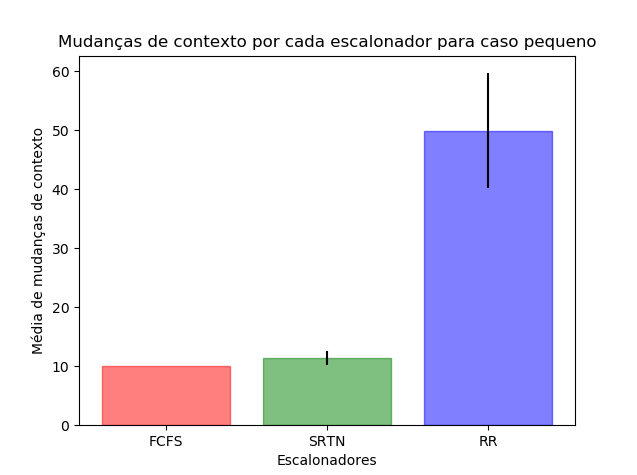 Mudanças de contexto por cada escalonador para caso pequeno
Média de mudanças de contexto
60
50
40
30
20
10
0
FCFS SRTN RR
Escalonadores